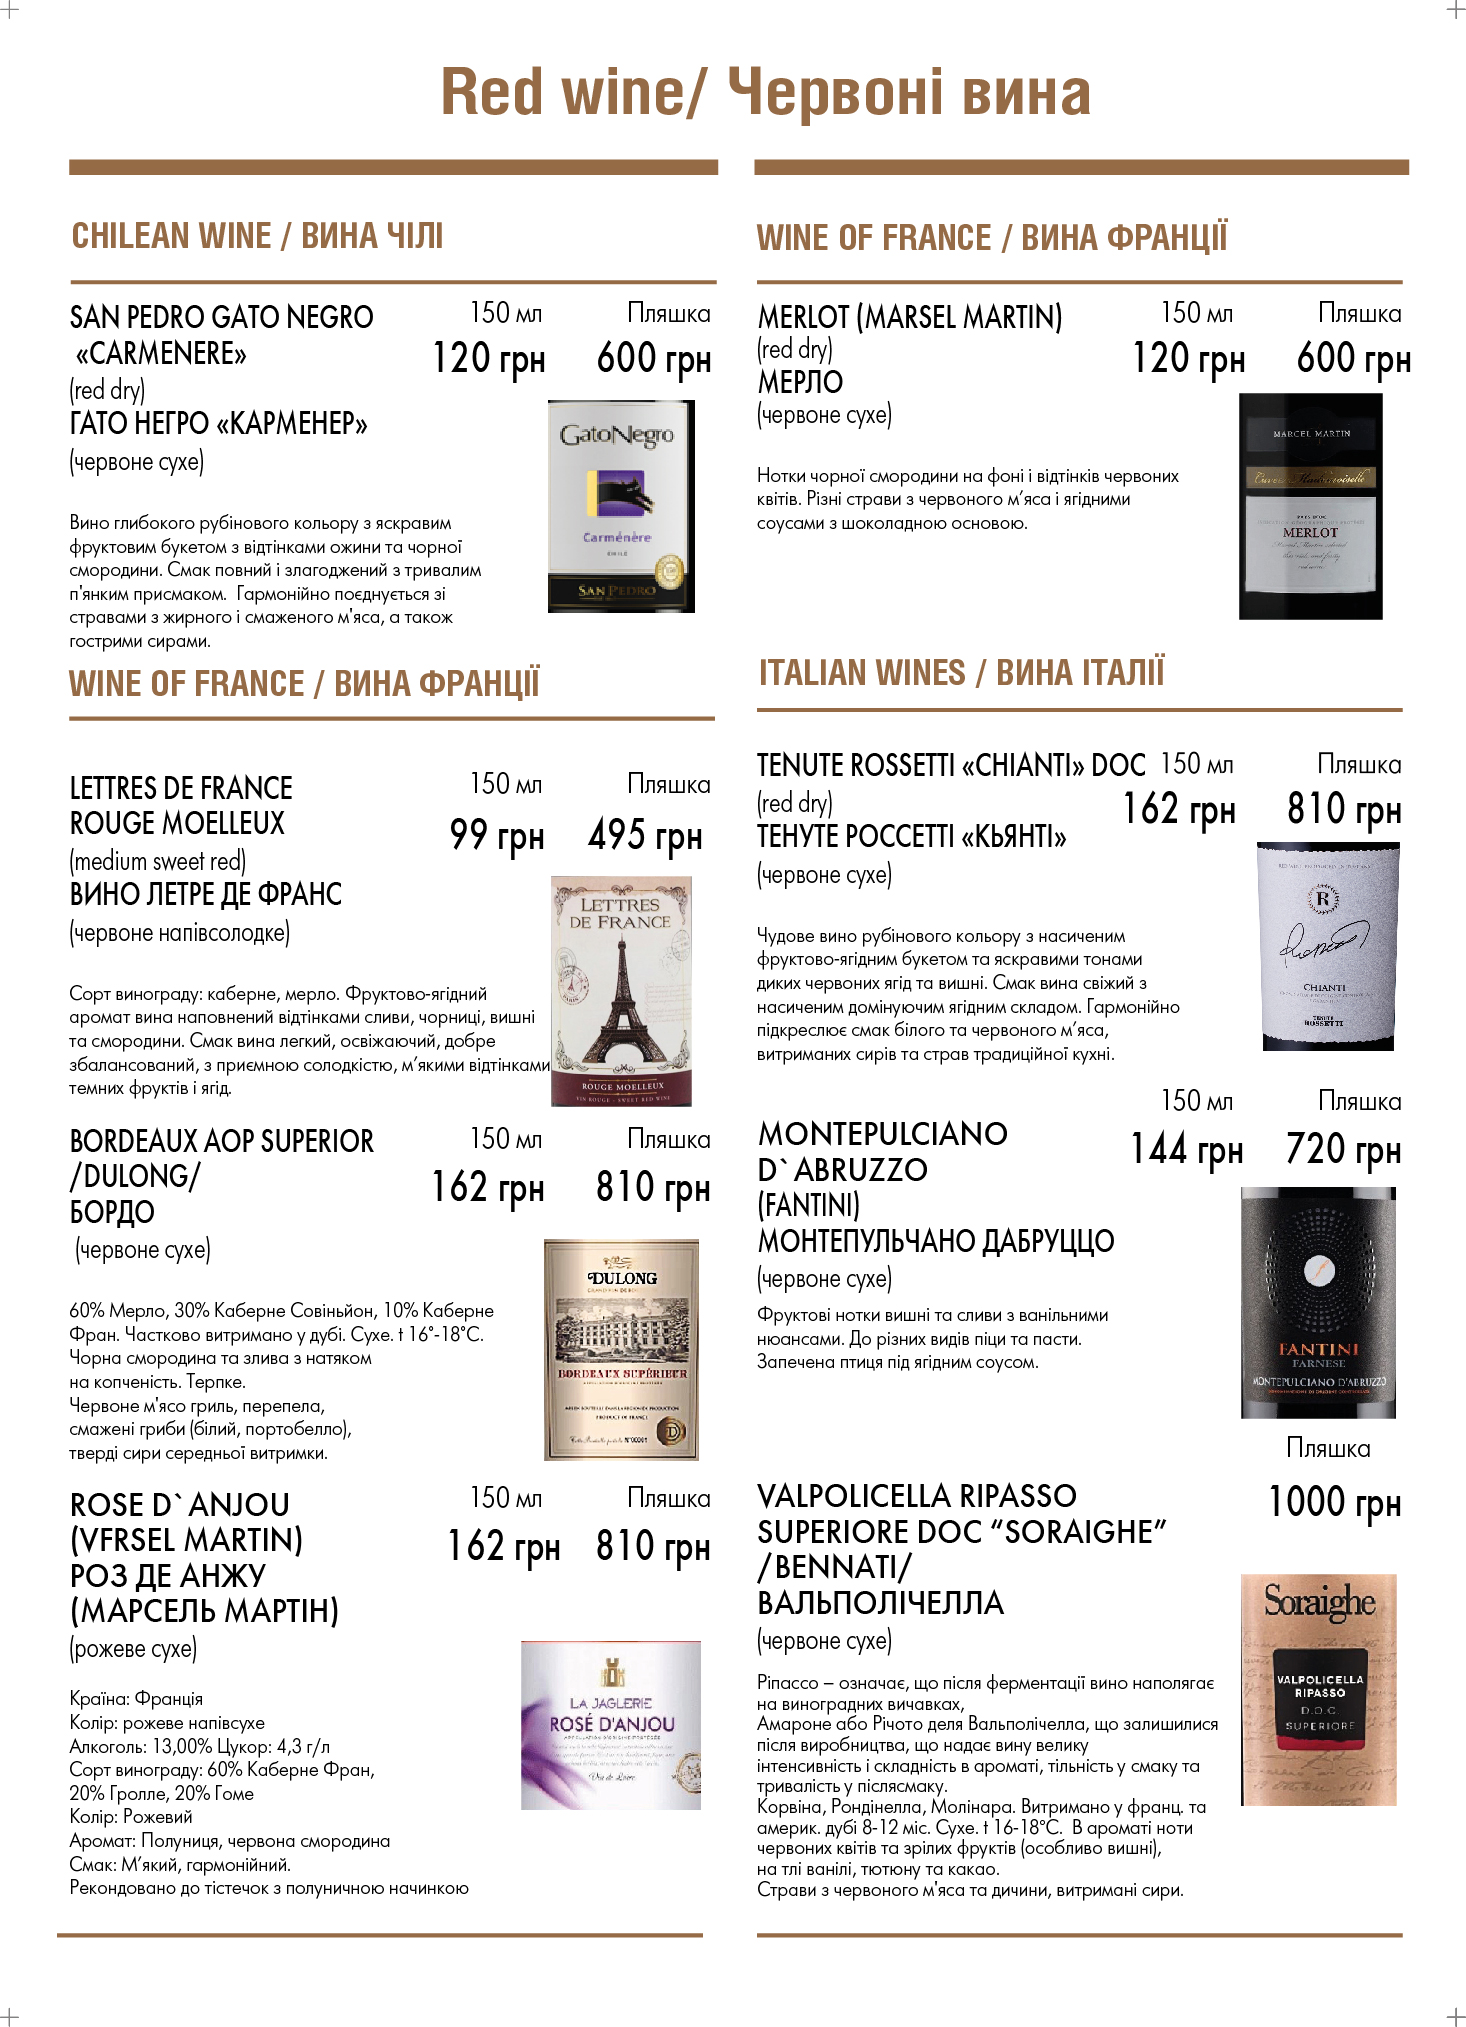 Red wine/ Червоні вина
CHILEAN WINE / ВИНА ЧІЛІ
SAN PEDRO GATO NEGRO
«CARMENERE»
(red dry)
ГАТО НЕГРО «КАРМЕНЕР»
(червоне сухе)
150 мл Пляшка
120 грн 600 грн
GatoNegro
Carménère
CHILE
SAN PEDRO
Вино глибокого рубінового кольору з яскравим
фруктовим букетом з відтінками ожини та чорної
смородини. Смак повний і злагоджений з тривалим
п'янким присмаком. Гармонійно поєднується зі
стравами з жирного і смаженого м'яса, а також
гострими сирами.
WINE OF FRANCE / ВИНА ФРАНЦІЇ
LETTRES DE FRANCE
ROUGE MOELLEUX
(medium sweet red)
ВИНО ЛЕТРЕ ДЕ ФРАНС
(червоне напівсолодке)
150 мл Пляшка
99 грн 495 грн
LETTRES
DE FRANCE
PARIS
ROUGE MOELLEUX
VIN ROUGE - SWEET RED WINE
Сорт винограду: каберне, мерло. Фруктово-ягідний
аромат вина наповнений відтінками сливи, чорниці, вишні
та смородини. Смак вина легкий, освіжаючий, добре
збалансований, з приємною солодкістю, м’якими відтінками
темних фруктів і ягід.
BORDEAUX AOP SUPERIOR
/DULONG/
БОРДО
(червоне сухе)
150 мл Пляшка
162 грн 810 грн
DULONG
BORDEAUX SUPÉRIEUR
PRODUCT OF FRANCE
60% Мерло, 30% Каберне Совіньйон, 10% Каберне
Фран. Частково витримано у дубі. Сухе. t 16°-18°С.
Чорна смородина та злива з натяком
на копченість. Терпке.
Червоне м'ясо гриль, перепела,
смажені гриби (білий, портобелло),
тверді сири середньої витримки.
ROSE D`ANJOU
(VFRSEL MARTIN)
РОЗ ДЕ АНЖУ
(МАРСЕЛЬ МАРТІН)
(рожеве сухе)
150 мл Пляшка
162 грн 810 грн
LA JAGLERIE
ROSÉ D'ANJOU
Vin de Loire
Країна: Франція
Колір: рожеве напівсухе
Алкоголь: 13,00% Цукор: 4,3 г/л
Сорт винограду: 60% Каберне Фран,
20% Гролле, 20% Гоме
Колір: Рожевий
Аромат: Полуниця, червона смородина
Смак: М’який, гармонійний.
Рекондовано до тістечок з полуничною начинкою
WINE OF FRANCE / ВИНА ФРАНЦІЇ
MERLOT (MARSEL MARTIN)
(red dry)
МЕРЛО
(червоне сухе)
150 мл Пляшка
120 грн 600 грн
MARCEL MARTIN
MERLOT
Нотки чорної смородини на фоні і відтінків червоних
квітів. Різні страви з червоного м’яса і ягідними
соусами з шоколадною основою.
ITALIAN WINES / ВИНА ІТАЛІЇ
TENUTE ROSSETTI «CHIANTI» DOC
(red dry)
ТЕНУТЕ РОССЕТТІ «КЬЯНТІ»
(червоне сухе)
150 мл Пляшка
162 грн 810 грн
R
CHIANTI
ROSSETTI
Чудове вино рубінового кольору з насиченим
фруктово-ягідним букетом та яскравими тонами
диких червоних ягід та вишні. Смак вина свіжий з
насиченим домінуючим ягідним складом. Гармонійно
підкреслює смак білого та червоного м’яса,
витриманих сирів та страв традиційної кухні.
MONTEPULCIANO
D`ABRUZZO
(FANTINI)
МОНТЕПУЛЬЧАНО ДАБРУЦЦО
(червоне сухе)
150 мл Пляшка
144 грн 720 грн
FANTINI
FARNESE
MONTEPULCIANO D'ABRUZZO
Фруктові нотки вишні та сливи з ванільними
нюансами. До різних видів піци та пасти.
Запечена птиця під ягідним соусом.
VALPOLICELLA RIPASSO
SUPERIORE DOC “SORAIGHE”
/BENNATI/
ВАЛЬПОЛІЧЕЛЛА
(червоне сухе)
Пляшка
1000 грн
Soraighe
VALPOLICELLA
RIPASSO
D.O.C.
SUPERIORE
Ріпассо – означає, що після ферментації вино наполягає
на виноградних вичавках,
Амароне або Річото деля Вальполічелла, що залишилися
після виробництва, що надає вину велику
інтенсивність і складність в ароматі, тільність у смаку та
тривалість у післясмаку.
Корвіна, Рондінелла, Молінара. Витримано у франц. та
америк. дубі 8-12 міс. Сухе. t 16-18°С. В ароматі ноти
червоних квітів та зрілих фруктів (особливо вишні),
на тлі ванілі, тютюну та какао.
Страви з червоного м'яса та дичини, витримані сири.